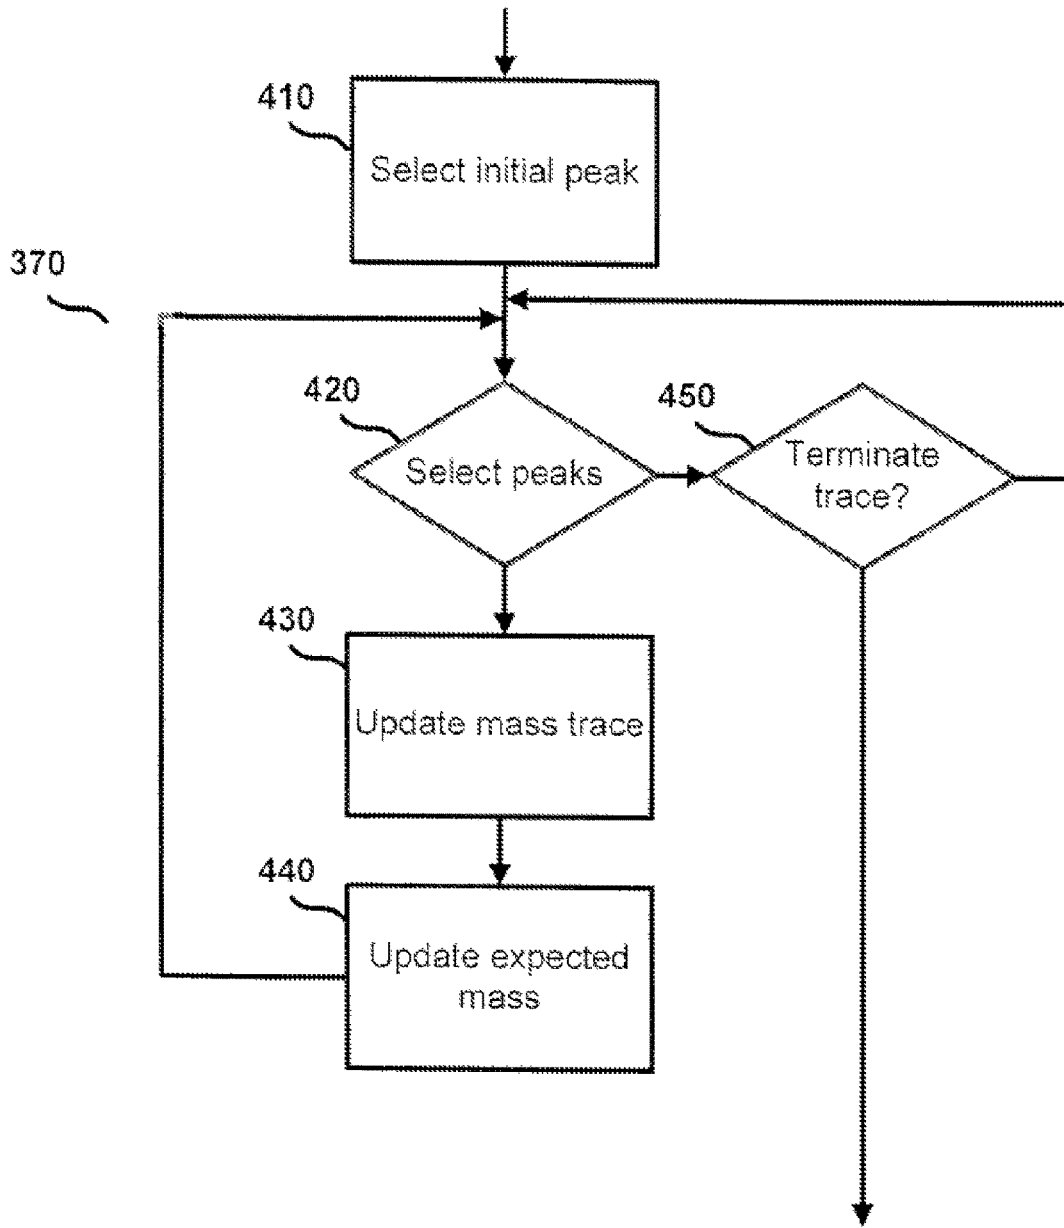 410
Select initial peak
370
420
Select peaks
450
Terminate
trace?
430
Update mass trace
440
Update expected
mass